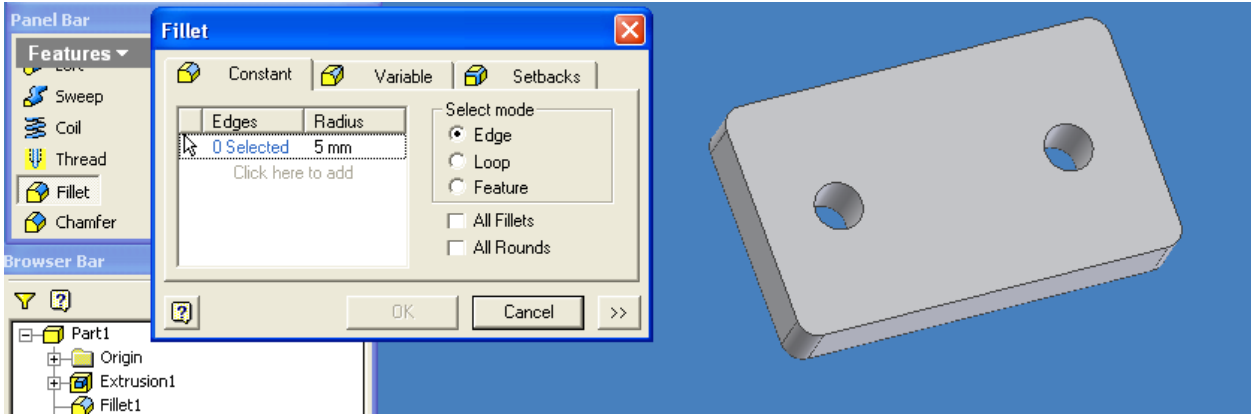 Panel Bar
Features
Sweep
Coil
Thread
Fillet
Chamfer
Browser Bar
Part1
Origin
Extrusion1
Fillet1
Fillet
Constant
Variable
Setbacks
Edges Radius
0 Selected 5 mm
Click here to add
Select mode
Edge
Loop
Feature
All Fillets
All Rounds
OK
Cancel
>>